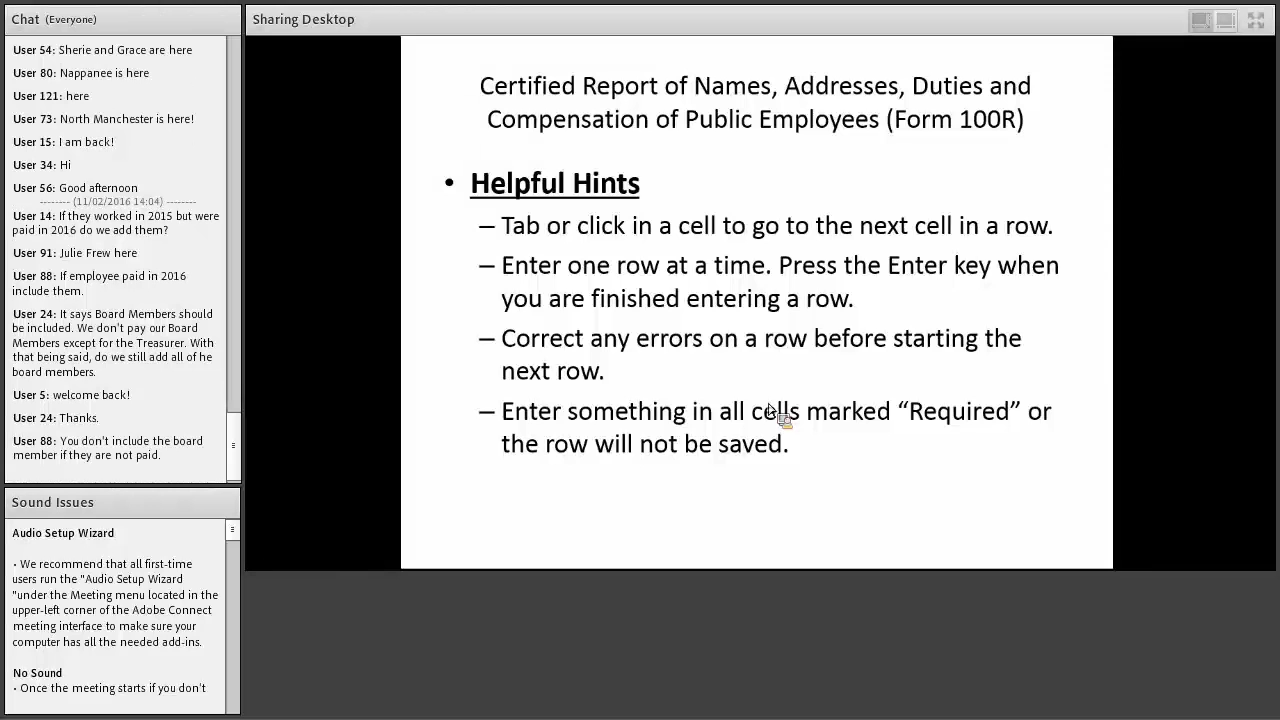 Chat (Everyone)
User 54: Sherie and Grace are here
User 80: Nappanee is here
User 121: here
User 73: North Manchester is here!
User 15: I am back!
User 34: Hi
User 56: Good afternoon
-------- (11/02/2016 14:04) --------
User 14: If they worked in 2015 but were
paid in 2016 do we add them?
User 91: Julie Frew here
User 88: If employee paid in 2016
include them.
User 24: It says Board Members should
be included. We don't pay our Board
Members except for the Treasurer. With
that being said, do we still add all of he
board members.
User 5: welcome back!
User 24: Thanks.
User 88: You don't include the board
member if they are not paid.
Sound Issues
Audio Setup Wizard
• We recommend that all first-time
users run the "Audio Setup Wizard
"under the Meeting menu located in the
upper-left corner of the Adobe Connect
meeting interface to make sure your
computer has all the needed add-ins.
No Sound
• Once the meeting starts if you don't
Sharing Desktop
Certified Report of Names, Addresses, Duties and
Compensation of Public Employees (Form 100R)
• Helpful Hints
– Tab or click in a cell to go to the next cell in a row.
– Enter one row at a time. Press the Enter key when
you are finished entering a row.
– Correct any errors on a row before starting the
next row.
– Enter something in all cells marked “Required” or
the row will not be saved.